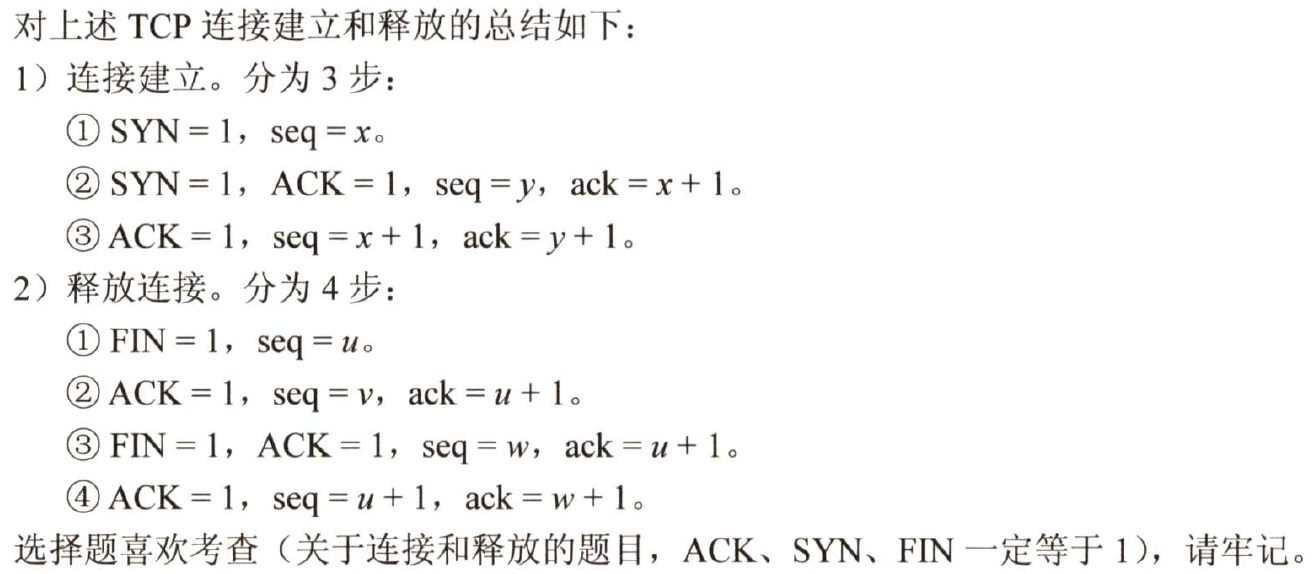 对上述 TCP 连接建立和释放的总结如下：
1）连接建立。分为 3 步：
① SYN = 1，seq = x。
② SYN = 1，ACK = 1，seq = y，ack = x + 1。
③ ACK = 1，seq = x + 1，ack = y + 1。
2）释放连接。分为 4 步：
① FIN = 1，seq = u。
② ACK = 1，seq = v，ack = u + 1。
③ FIN = 1，ACK = 1，seq = w，ack = u + 1。
④ ACK = 1，seq = u + 1，ack = w + 1。
选择题喜欢考查（关于连接和释放的题目，ACK、SYN、FIN 一定等于 1），请牢记。